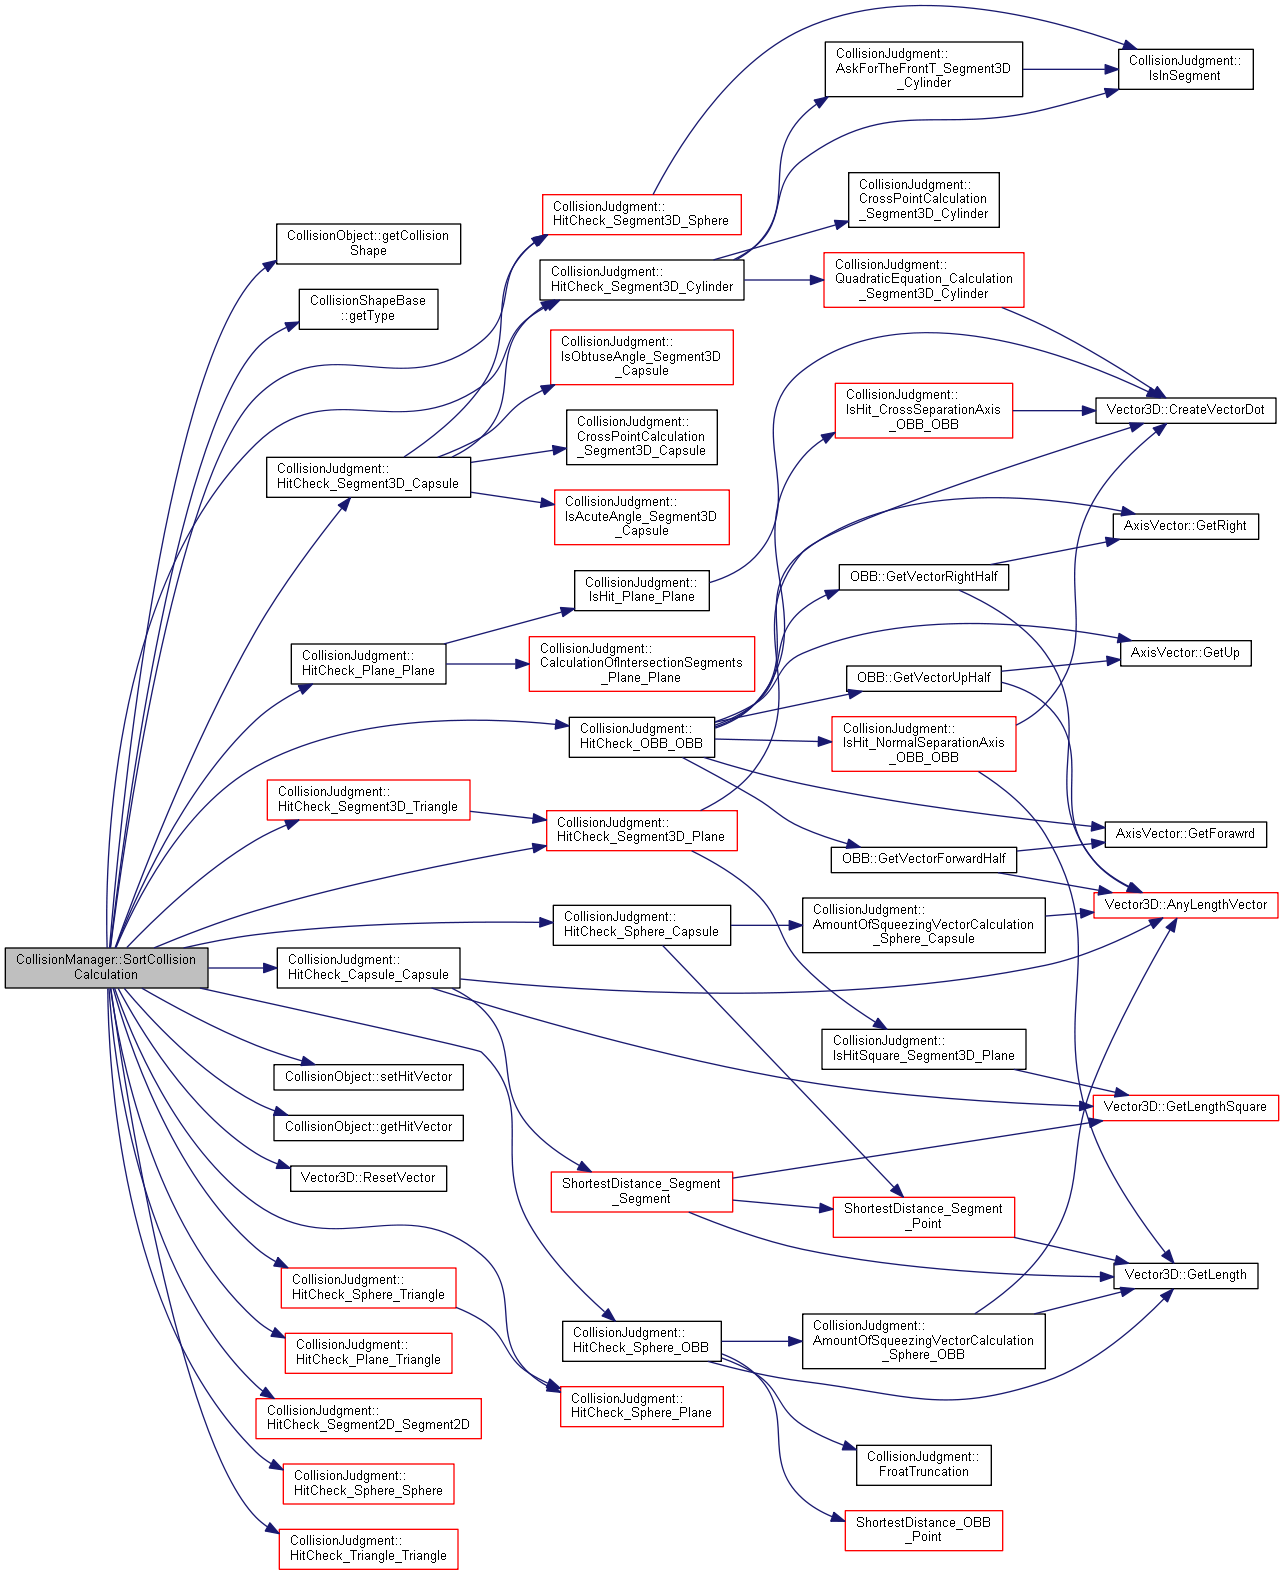 CollisionManager::SortCollision
Calculation
CollisionObject::getCollision
Shape
CollisionShapeBase
::getType
CollisionJudgment::
HitCheck_Segment3D_Capsule
CollisionJudgment::
HitCheck_Plane_Plane
CollisionJudgment::
HitCheck_Segment3D_Triangle
CollisionJudgment::
HitCheck_Capsule_Capsule
CollisionObject::setHitVector
CollisionObject::getHitVector
Vector3D::ResetVector
CollisionJudgment::
HitCheck_Sphere_Triangle
CollisionJudgment::
HitCheck_Plane_Triangle
CollisionJudgment::
HitCheck_Segment2D_Segment2D
CollisionJudgment::
HitCheck_Sphere_Sphere
CollisionJudgment::
HitCheck_Triangle_Triangle
CollisionJudgment::
HitCheck_Segment3D_Sphere
CollisionJudgment::
HitCheck_Segment3D_Cylinder
CollisionJudgment::
IsObtuseAngle_Segment3D
_Capsule
CollisionJudgment::
CrossPointCalculation
_Segment3D_Capsule
CollisionJudgment::
IsAcuteAngle_Segment3D
_Capsule
CollisionJudgment::
IsHit_Plane_Plane
CollisionJudgment::
CalculationOfIntersectionSegments
_Plane_Plane
CollisionJudgment::
HitCheck_OBB_OBB
CollisionJudgment::
HitCheck_Segment3D_Plane
CollisionJudgment::
HitCheck_Sphere_Capsule
ShortestDistance_Segment
_Segment
CollisionJudgment::
HitCheck_Sphere_OBB
CollisionJudgment::
HitCheck_Sphere_Plane
CollisionJudgment::
AskForTheFrontT_Segment3D
_Cylinder
CollisionJudgment::
CrossPointCalculation
_Segment3D_Cylinder
CollisionJudgment::
QuadraticEquation_Calculation
_Segment3D_Cylinder
CollisionJudgment::
IsHit_CrossSeparationAxis
_OBB_OBB
OBB::GetVectorRightHalf
OBB::GetVectorUpHalf
CollisionJudgment::
IsHit_NormalSeparationAxis
_OBB_OBB
OBB::GetVectorForwardHalf
CollisionJudgment::
AmountOfSqueezingVectorCalculation
_Sphere_Capsule
CollisionJudgment::
IsHitSquare_Segment3D_Plane
ShortestDistance_Segment
_Point
CollisionJudgment::
AmountOfSqueezingVectorCalculation
_Sphere_OBB
CollisionJudgment::
FroatTruncation
ShortestDistance_OBB
_Point
CollisionJudgment::
IsInSegment
Vector3D::CreateVectorDot
AxisVector::GetRight
AxisVector::GetUp
AxisVector::GetForawrd
Vector3D::AnyLengthVector
Vector3D::GetLengthSquare
Vector3D::GetLength